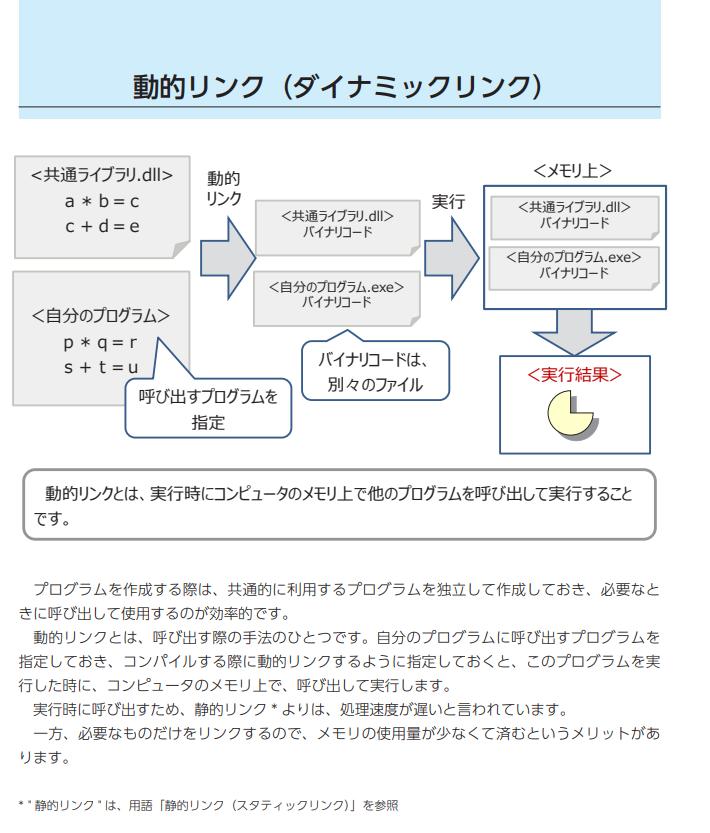 動的リンク（ダイナミックリンク）
＜共通ライブラリ.dll＞
a * b = c
c + d = e
動的
リンク
＜共通ライブラリ.dll＞
バイナリコード
実行
＜メモリ上＞
＜共通ライブラリ.dll＞
バイナリコード
＜自分のプログラム.exe＞
バイナリコード
＜自分のプログラム＞
p * q = r
s + t = u
＜自分のプログラム.exe＞
バイナリコード
呼び出すプログラムを
指定
バイナリコードは、
別々のファイル
＜実行結果＞
動的リンクとは、実行時にコンピュータのメモリ上で他のプログラムを呼び出して実行すること
です。
プログラムを作成する際は、共通的に利用するプログラムを独立して作成しておき、必要なと
きに呼び出して使用するのが効率的です。
動的リンクとは、呼び出す際の手法のひとつです。自分のプログラムに呼び出すプログラムを
指定しておき、コンパイルする際に動的リンクするように指定しておくと、このプログラムを実
行した時に、コンピュータのメモリ上で、呼び出して実行します。
実行時に呼び出すため、静的リンク * よりは、処理速度が遅いと言われています。
一方、必要なものだけをリンクするので、メモリの使用量が少なくて済むというメリットがあ
ります。
* " 静的リンク " は、用語「静的リンク（スタティックリンク）」を参照